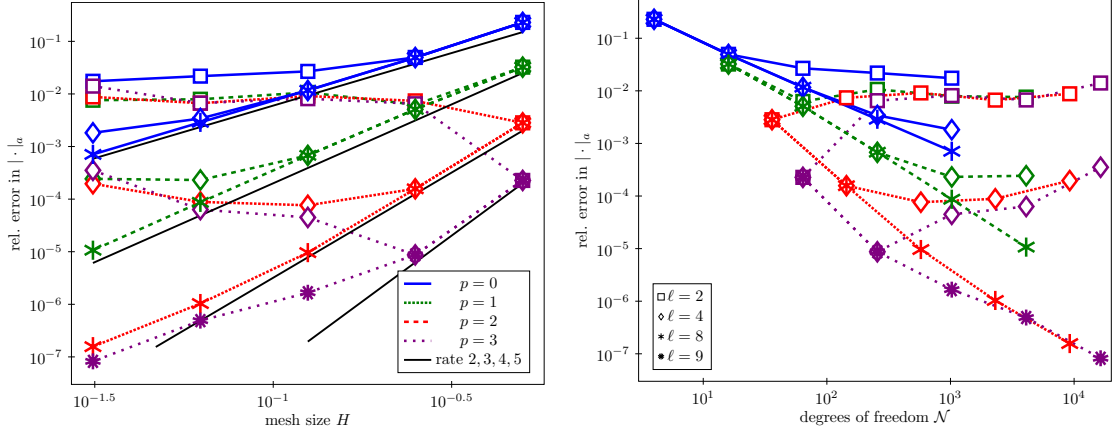 10^{-1}
10^{-2}
10^{-3}
10^{-4}
10^{-5}
10^{-6}
10^{-7}
rel. error in | · |_a
10^{-1.5}
10^{-1}
10^{-0.5}
mesh size H
p = 0
p = 1
p = 2
p = 3
rate 2, 3, 4, 5
10^{-1}
10^{-2}
10^{-3}
10^{-4}
10^{-5}
10^{-6}
10^{-7}
rel. error in | · |_a
10^1
10^2
10^3
10^4
degrees of freedom 𝒩
ℓ = 2
ℓ = 4
ℓ = 8
ℓ = 9